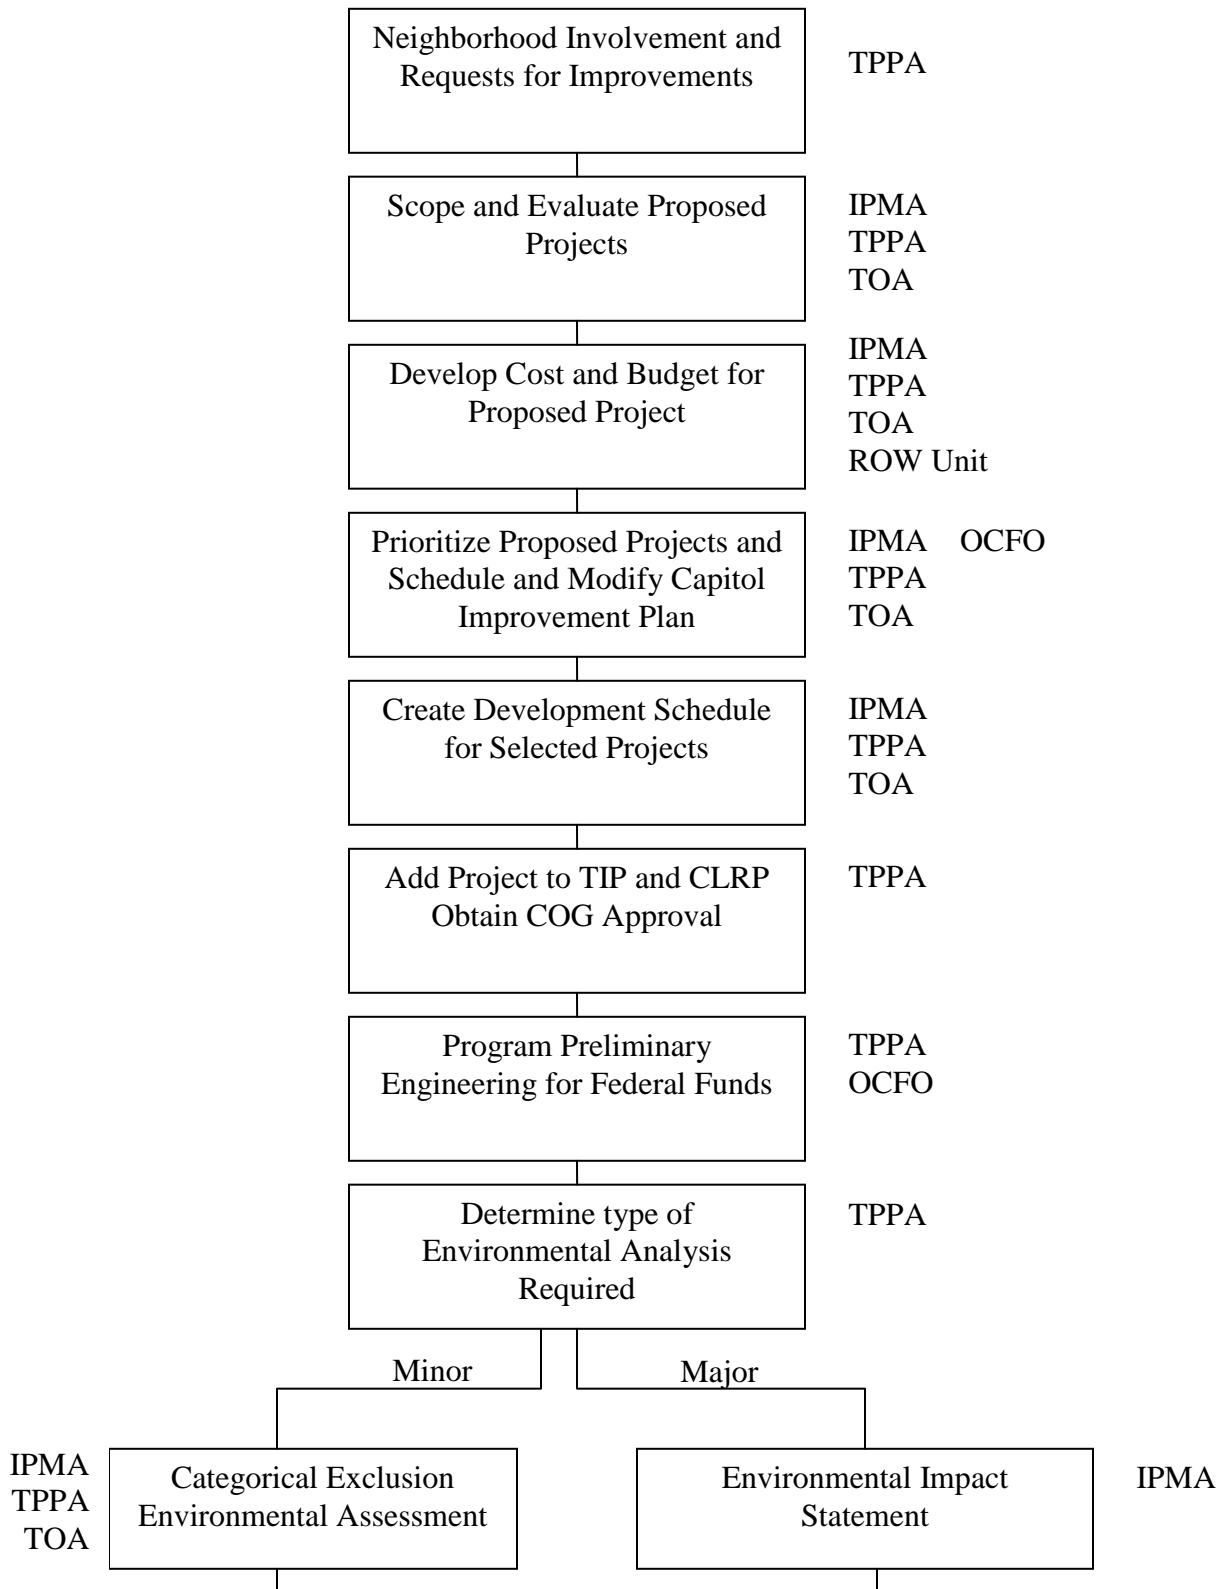 Neighborhood Involvement and
Requests for Improvements
TPPA
Scope and Evaluate Proposed
Projects
IPMA
TPPA
TOA
Develop Cost and Budget for
Proposed Project
IPMA
TPPA
TOA
ROW Unit
Prioritize Proposed Projects and
Schedule and Modify Capitol
Improvement Plan
IPMA OCFO
TPPA
TOA
Create Development Schedule
for Selected Projects
IPMA
TPPA
TOA
Add Project to TIP and CLRP
Obtain COG Approval
TPPA
Program Preliminary
Engineering for Federal Funds
TPPA
OCFO
Determine type of
Environmental Analysis
Required
TPPA
Minor
Major
IPMA
TPPA
TOA
Categorical Exclusion
Environmental Assessment
Environmental Impact
Statement
IPMA